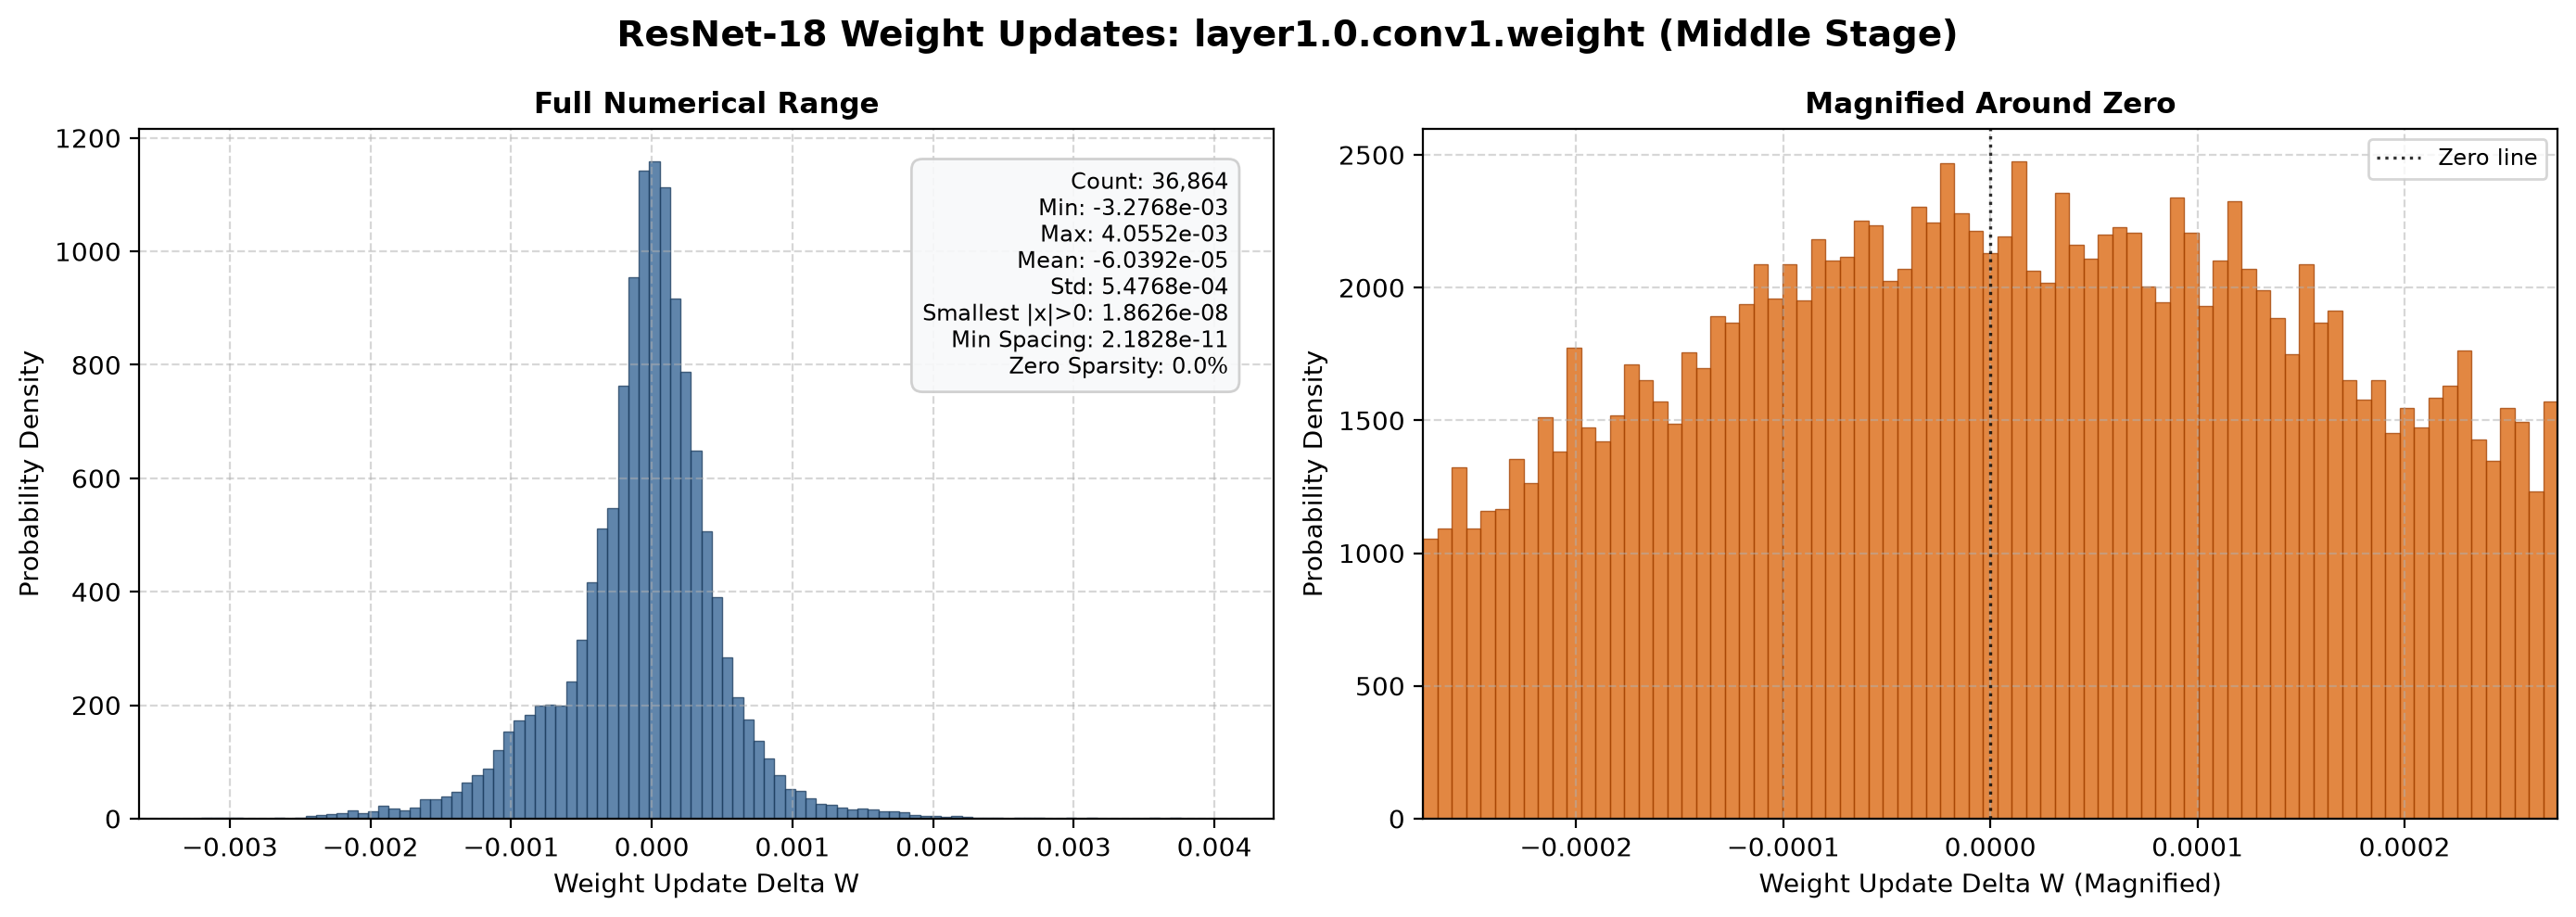 ResNet-18 Weight Updates: layer1.0.conv1.weight (Middle Stage)
Full Numerical Range
1200
1000
800
600
400
200
0
Probability Density
Count: 36,864
Min: -3.2768e-03
Max: 4.0552e-03
Mean: -6.0392e-05
Std: 5.4768e-04
Smallest |x|>0: 1.8626e-08
Min Spacing: 2.1828e-11
Zero Sparsity: 0.0%
−0.003 −0.002 −0.001 0.000 0.001 0.002 0.003 0.004
Weight Update Delta W
Magnified Around Zero
2500
2000
1500
1000
500
0
Probability Density
Zero line
−0.0002 −0.0001 0.0000 0.0001 0.0002
Weight Update Delta W (Magnified)